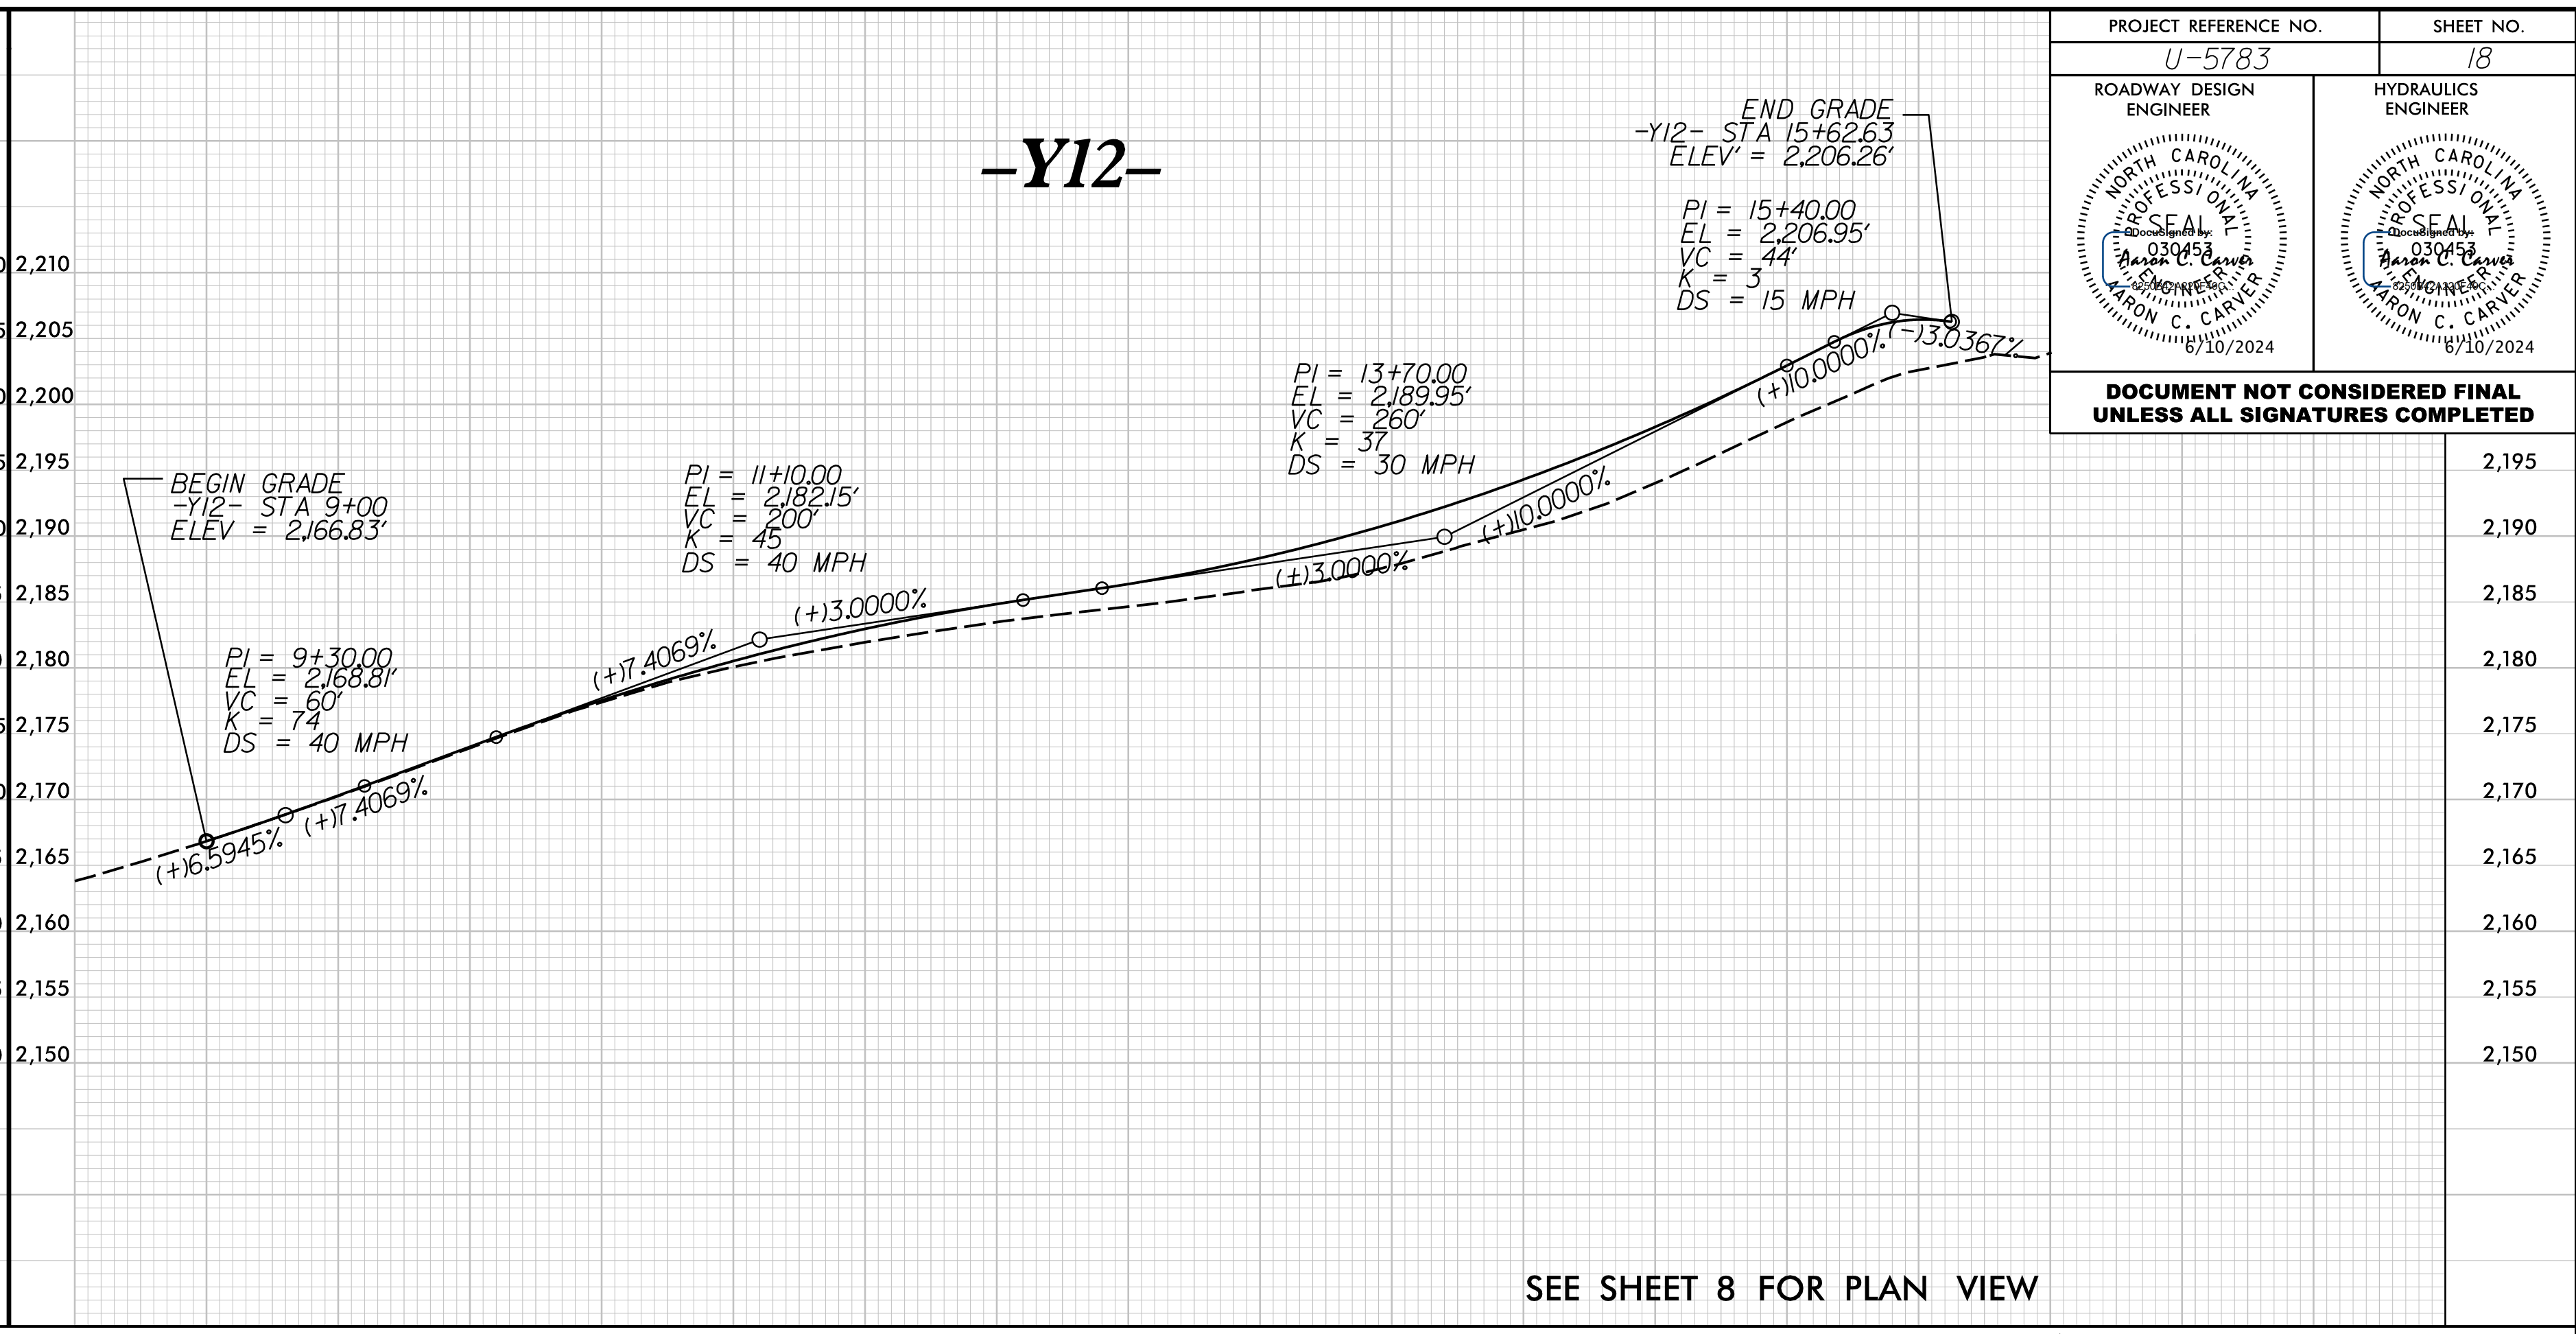 PROJECT REFERENCE NO.
SHEET NO.
U-5783
18
ROADWAY DESIGN
ENGINEER
HYDRAULICS
ENGINEER
NORTH CAROLINA
PROFESSIONAL
SEAL
DocuSigned by:
030453
Aaron C. Carver
ENGINEER
AARON C. CARVER
6/10/2024
NORTH CAROLINA
PROFESSIONAL
SEAL
DocuSigned by:
030453
Aaron C. Carver
ENGINEER
AARON C. CARVER
6/10/2024
DOCUMENT NOT CONSIDERED FINAL
UNLESS ALL SIGNATURES COMPLETED
-Y12-
END GRADE
-Y12- STA 15+62.63
ELEV' = 2,206.26'
PI = 15+40.00
EL = 2,206.95'
VC = 44'
K = 3
DS = 15 MPH
PI = 13+70.00
EL = 2,189.95'
VC = 260'
K = 37
DS = 30 MPH
PI = 11+10.00
EL = 2,182.15'
VC = 200'
K = 45
DS = 40 MPH
BEGIN GRADE
-Y12- STA 9+00
ELEV = 2,166.83'
PI = 9+30.00
EL = 2,168.81'
VC = 60'
K = 74
DS = 40 MPH
(+)6.5945%
(+)7.4069%
(+)7.4069%
(+)3.0000%
(+)3.0000%
(+)10.0000%
(+)10.0000%
(-)3.0367%
2,210
2,205
2,200
2,195
2,190
2,185
2,180
2,175
2,170
2,165
2,160
2,155
2,150
2,195
2,190
2,185
2,180
2,175
2,170
2,165
2,160
2,155
2,150
SEE SHEET 8 FOR PLAN VIEW